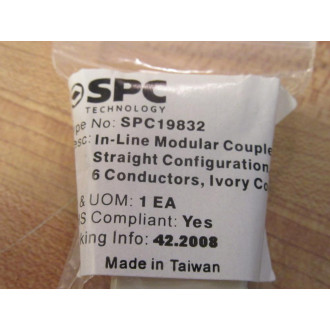 SPC
TECHNOLOGY
pe No: SPC19832
esc: In-Line Modular Couple
Straight Configuration,
6 Conductors, Ivory Co
& UOM: 1 EA
S Compliant: Yes
king Info: 42.2008
Made in Taiwan